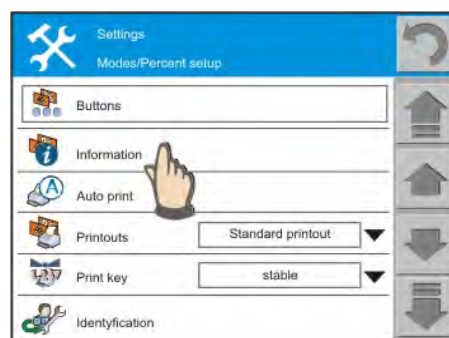 Settings
Modes/Percent setup
Buttons
Information
Auto print
Printouts Standard printout
Print key stable
Identyfication